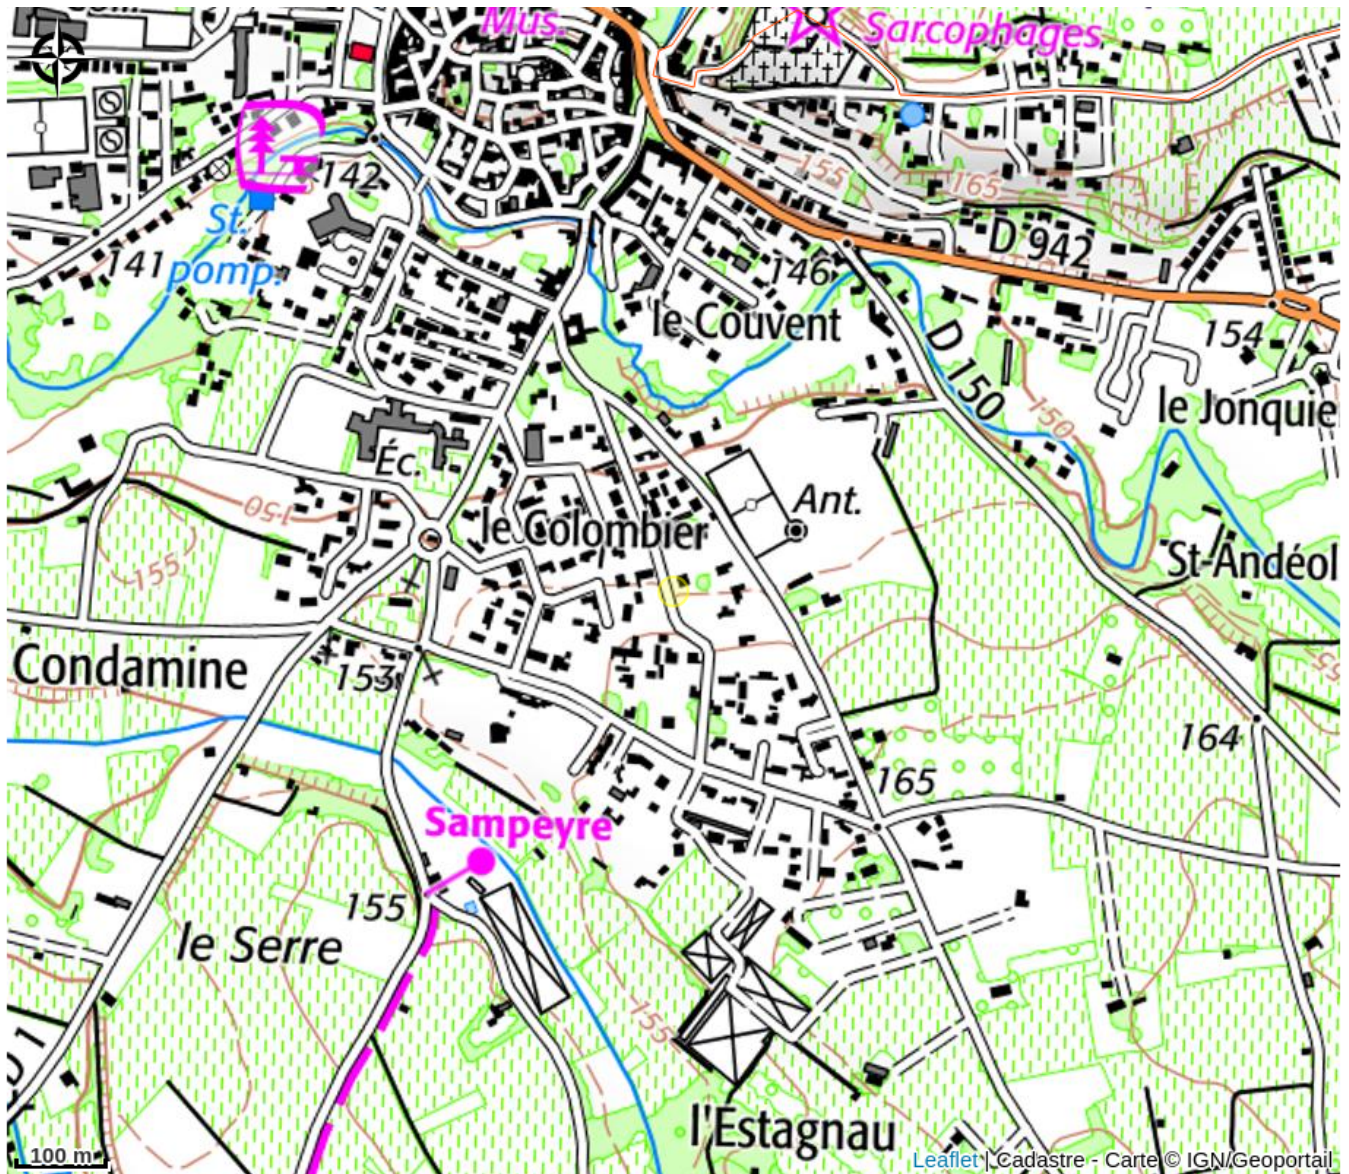 Mus.
Sarcophages
155
165
142
St.
pomp.
141
D 942
146
le Couvent
154
D 150
150
le Jonquie
Éc.
150
Ant.
le Colombier
155
St-Andéol
Condamine
153
164
165
Sampeyre
155
le Serre
155
l'Estagnau
100 m
Leaflet | Cadastre - Carte © IGN/Geoportail